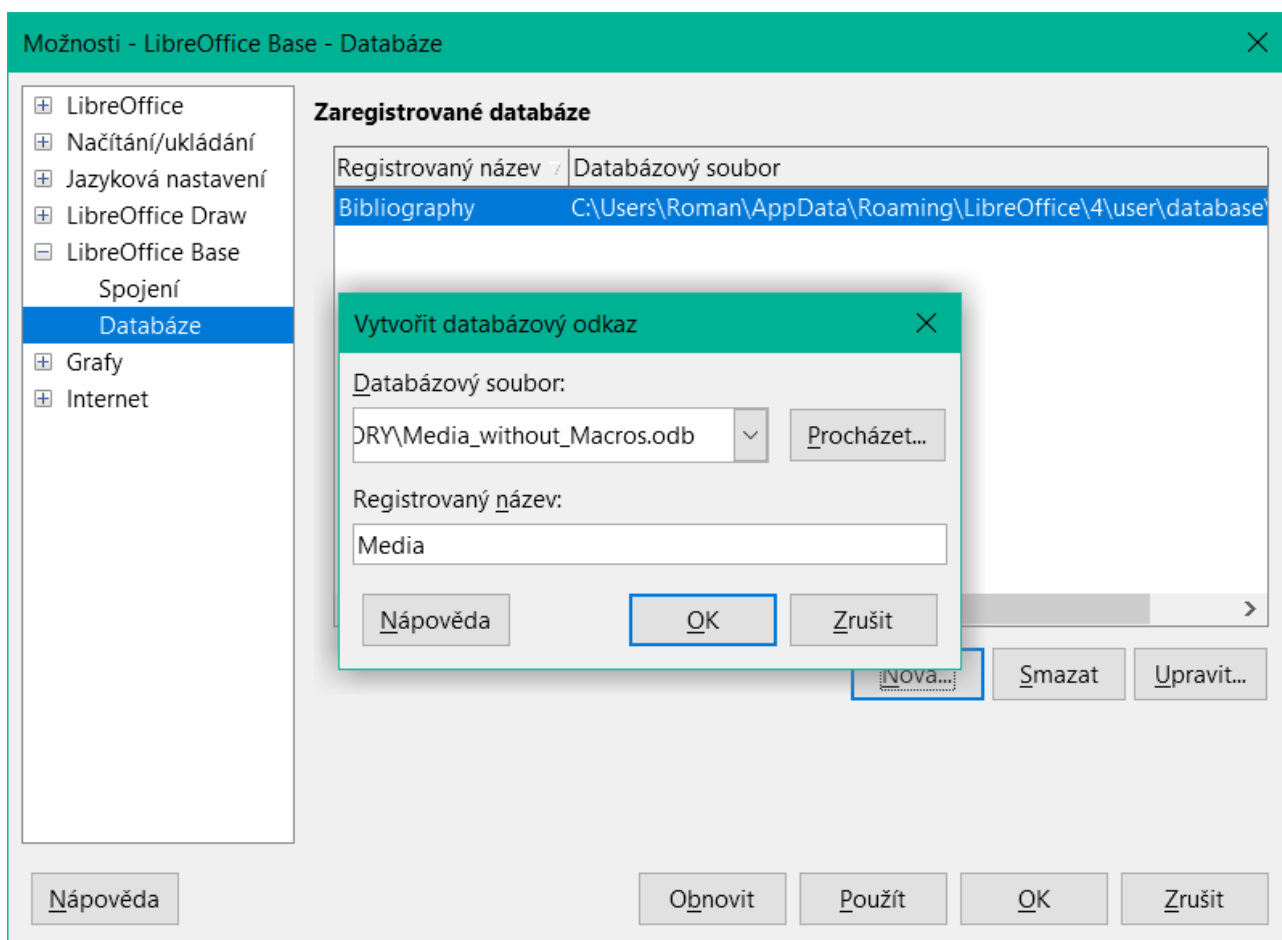 Možnosti - LibreOffice Base - Databáze
LibreOffice
Načítání/ukládání
Jazyková nastavení
LibreOffice Draw
LibreOffice Base
Spojení
Databáze
Grafy
Internet
Zaregistrované databáze
Registrovaný název Databázový soubor
Bibliography C:\Users\Roman\AppData\Roaming\LibreOffice\4\user\database\
Vytvořit databázový odkaz
Databázový soubor:
ORY\Media_without_Macros.odb Procházet...
Registrovaný název:
Media
Nápověda OK Zrušit
Nová... Smazat Upravit...
Nápověda Obnovit Použít OK Zrušit